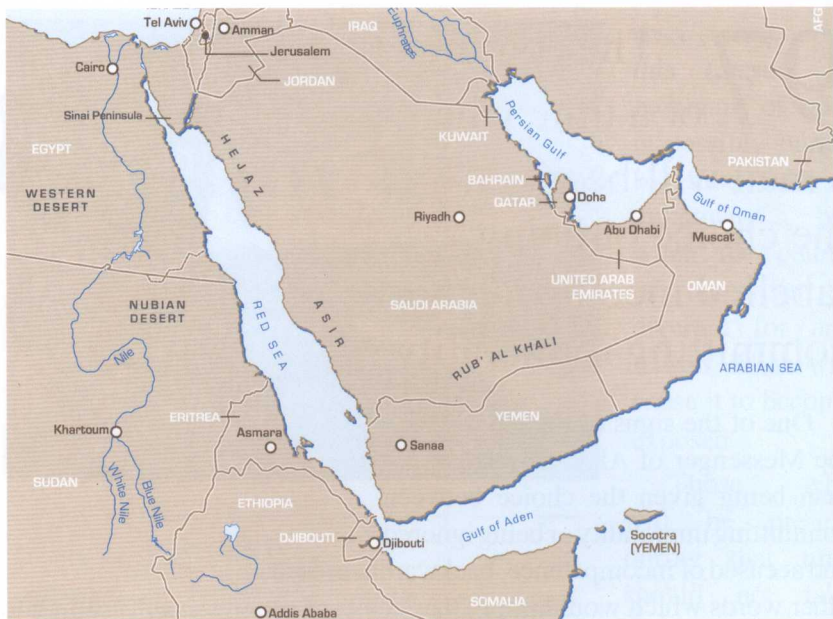 Tel Aviv
Amman
IRAQ
Euphrates
AFG
Jerusalem
Cairo
JORDAN
Sinai Peninsula
KUWAIT
Persian Gulf
HEJAZ
EGYPT
PAKISTAN
BAHRAIN
QATAR
Doha
WESTERN
DESERT
Riyadh
Abu Dhabi
Gulf of Oman
Muscat
UNITED ARAB
EMIRATES
OMAN
NUBIAN
DESERT
RED SEA
ASIR
SAUDI ARABIA
RUB' AL KHALI
ARABIAN SEA
Nile
ERITREA
YEMEN
Khartoum
Asmara
Sanaa
SUDAN
White Nile
Blue Nile
ETHIOPIA
DJIBOUTI
Djibouti
Gulf of Aden
Socotra
(YEMEN)
SOMALIA
Addis Ababa